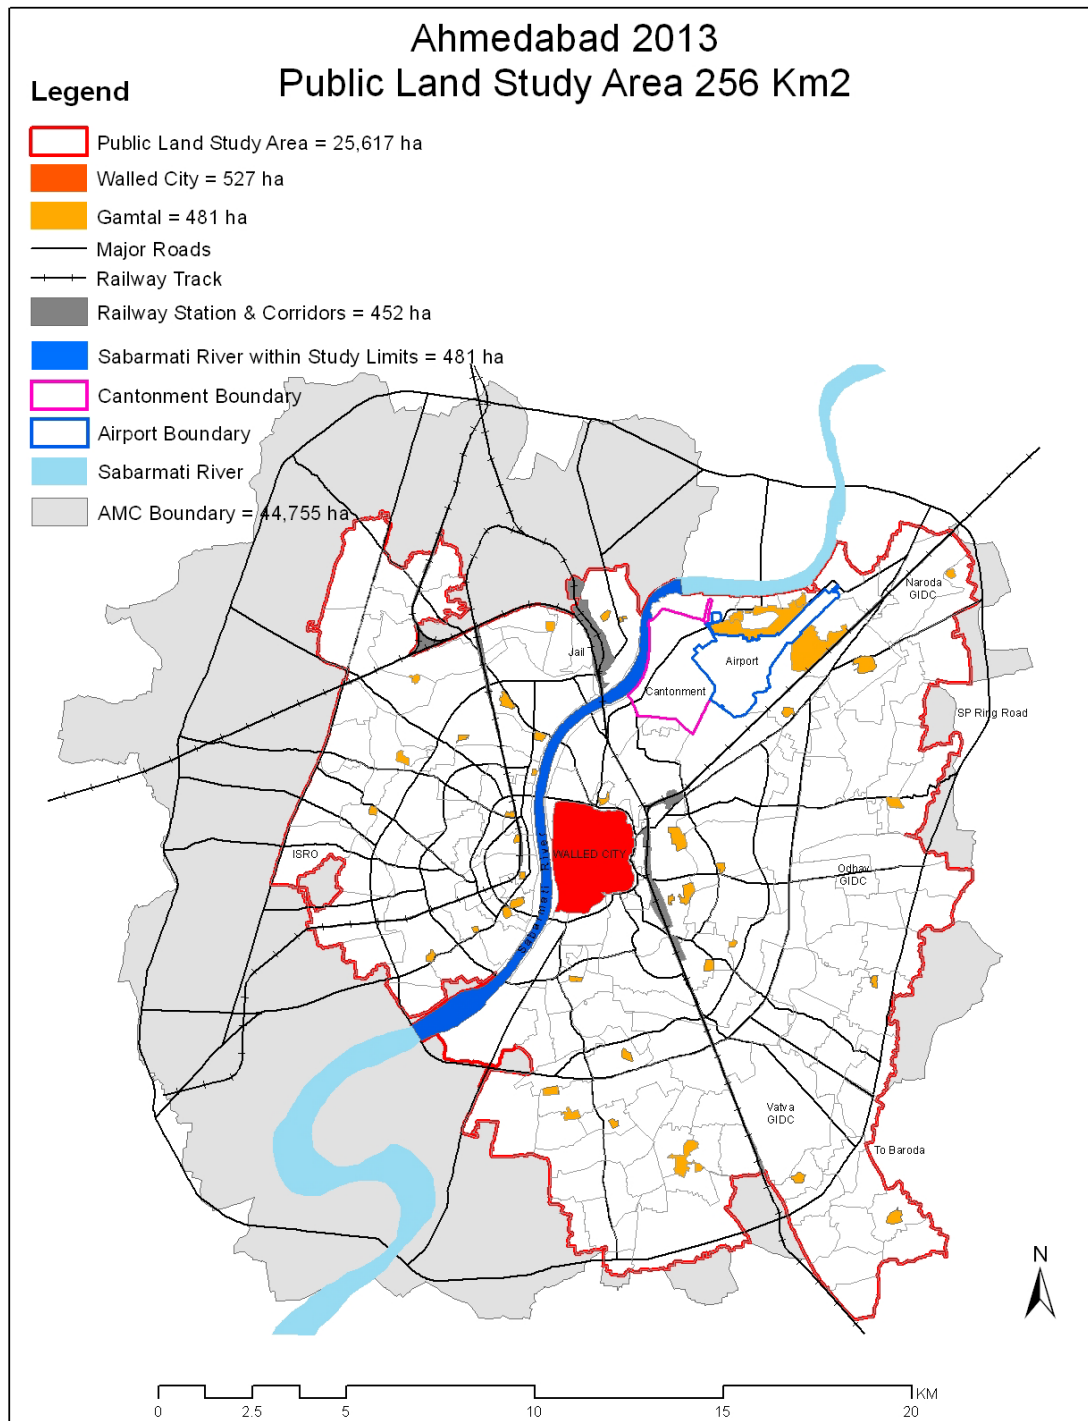 Ahmedabad 2013
Public Land Study Area 256 Km2
Legend
Public Land Study Area = 25,617 ha
Walled City = 527 ha
Gamtal = 481 ha
Major Roads
Railway Track
Railway Station & Corridors = 452 ha
Sabarmati River within Study Limits = 481 ha
Cantonment Boundary
Airport Boundary
Sabarmati River
AMC Boundary = 44,755 ha
Naroda
GIDC
Jail
Airport
Cantonment
SP Ring Road
WALLED CITY
ISRO
Odhav
GIDC
Sabarmati River
Vatva
GIDC
To Baroda
N
KM
0 2.5 5 10 15 20